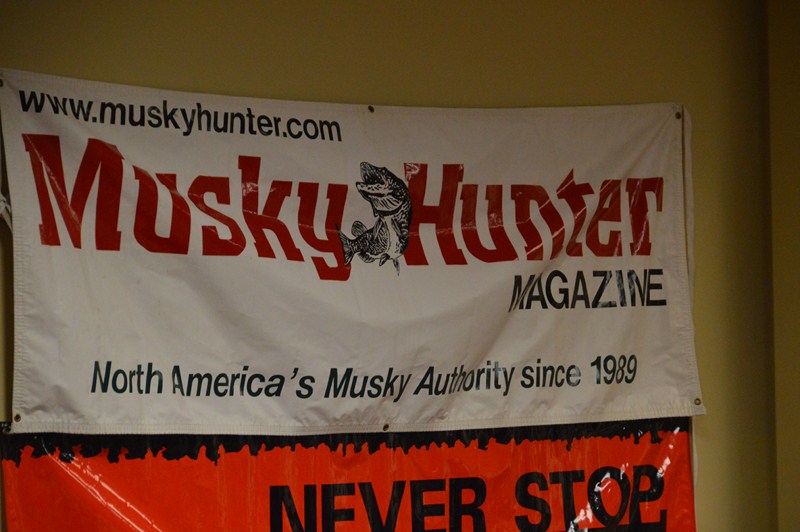 www.muskyhunter.com
Musky Hunter
MAGAZINE
North America's Musky Authority since 1989
NEVER STOP